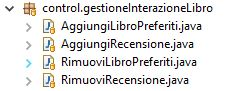 control.gestioneInterazioneLibro
AggiungiLibroPreferiti.java
AggiungiRecensione.java
RimuoviLibroPreferiti.java
RimuoviRecensione.java